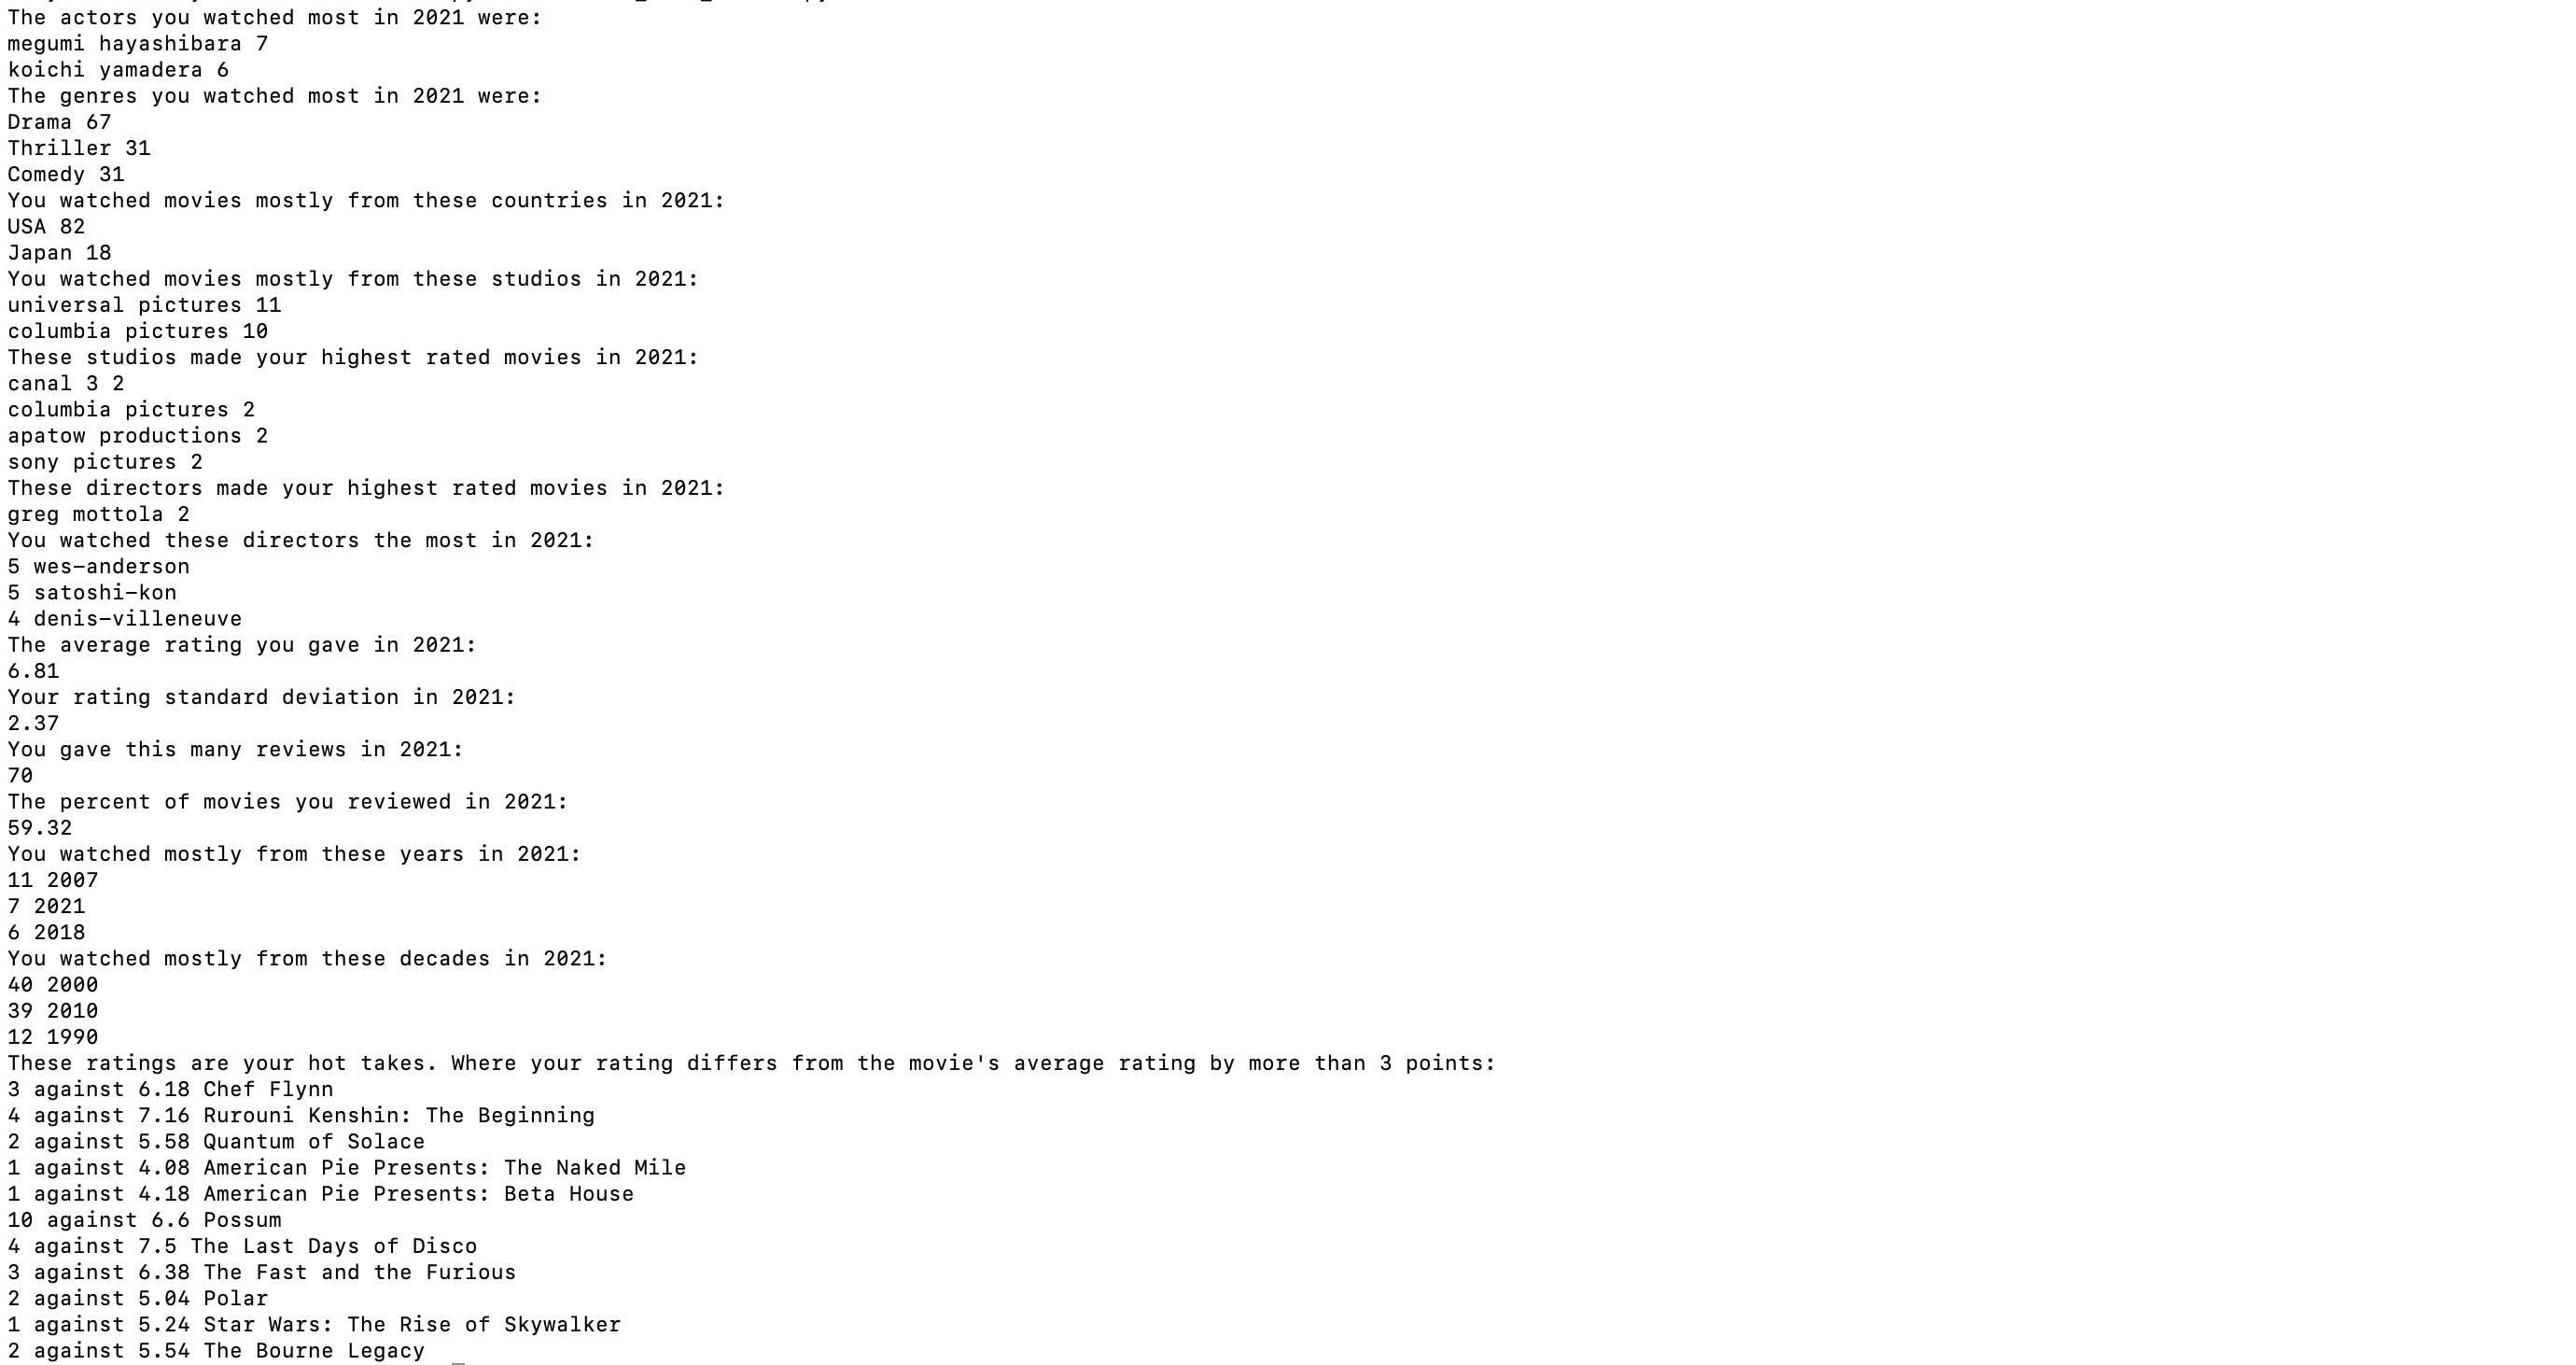 The actors you watched most in 2021 were:
megumi hayashibara 7
koichi yamadera 6
The genres you watched most in 2021 were:
Drama 67
Thriller 31
Comedy 31
You watched movies mostly from these countries in 2021:
USA 82
Japan 18
You watched movies mostly from these studios in 2021:
universal pictures 11
columbia pictures 10
These studios made your highest rated movies in 2021:
canal 3 2
columbia pictures 2
apatow productions 2
sony pictures 2
These directors made your highest rated movies in 2021:
greg mottola 2
You watched these directors the most in 2021:
5 wes-anderson
5 satoshi-kon
4 denis-villeneuve
The average rating you gave in 2021:
6.81
Your rating standard deviation in 2021:
2.37
You gave this many reviews in 2021:
70
The percent of movies you reviewed in 2021:
59.32
You watched mostly from these years in 2021:
11 2007
7 2021
6 2018
You watched mostly from these decades in 2021:
40 2000
39 2010
12 1990
These ratings are your hot takes. Where your rating differs from the movie's average rating by more than 3 points:
3 against 6.18 Chef Flynn
4 against 7.16 Rurouni Kenshin: The Beginning
2 against 5.58 Quantum of Solace
1 against 4.08 American Pie Presents: The Naked Mile
1 against 4.18 American Pie Presents: Beta House
10 against 6.6 Possum
4 against 7.5 The Last Days of Disco
3 against 6.38 The Fast and the Furious
2 against 5.04 Polar
1 against 5.24 Star Wars: The Rise of Skywalker
2 against 5.54 The Bourne Legacy